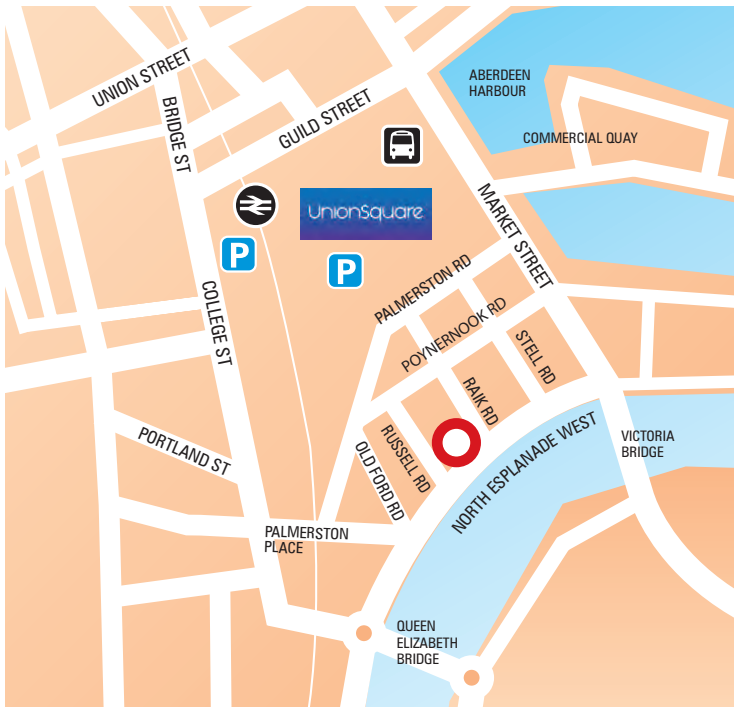 UNION STREET
BRIDGE ST
GUILD STREET
ABERDEEN
HARBOUR
COMMERCIAL QUAY
MARKET STREET
UnionSquare
P
P
COLLEGE ST
PALMERSTON RD
POYNERNOOK RD
STELL RD
RAIK RD
RUSSELL RD
OLD FORD RD
PORTLAND ST
NORTH ESPLANADE WEST
VICTORIA
BRIDGE
PALMERSTON
PLACE
QUEEN
ELIZABETH
BRIDGE